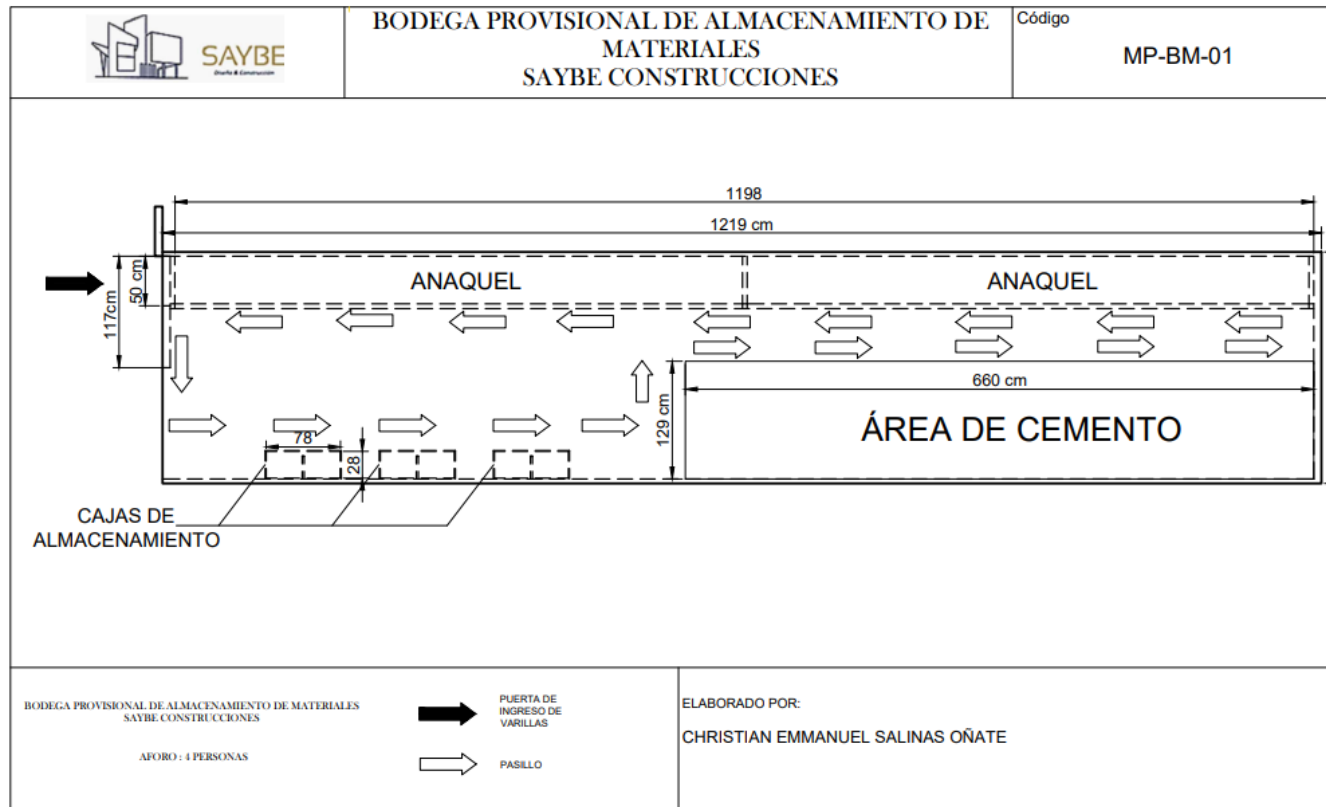 SAYBE
Diseño & Construcción
BODEGA PROVISIONAL DE ALMACENAMIENTO DE
MATERIALES
SAYBE CONSTRUCCIONES
Código
MP-BM-01
1198
1219 cm
ANAQUEL
ANAQUEL
50 cm
117cm
660 cm
129 cm
ÁREA DE CEMENTO
78
28
CAJAS DE
ALMACENAMIENTO
BODEGA PROVISIONAL DE ALMACENAMIENTO DE MATERIALES
SAYBE CONSTRUCCIONES
AFORO : 4 PERSONAS
PUERTA DE
INGRESO DE
VARILLAS
PASILLO
ELABORADO POR:
CHRISTIAN EMMANUEL SALINAS OÑATE